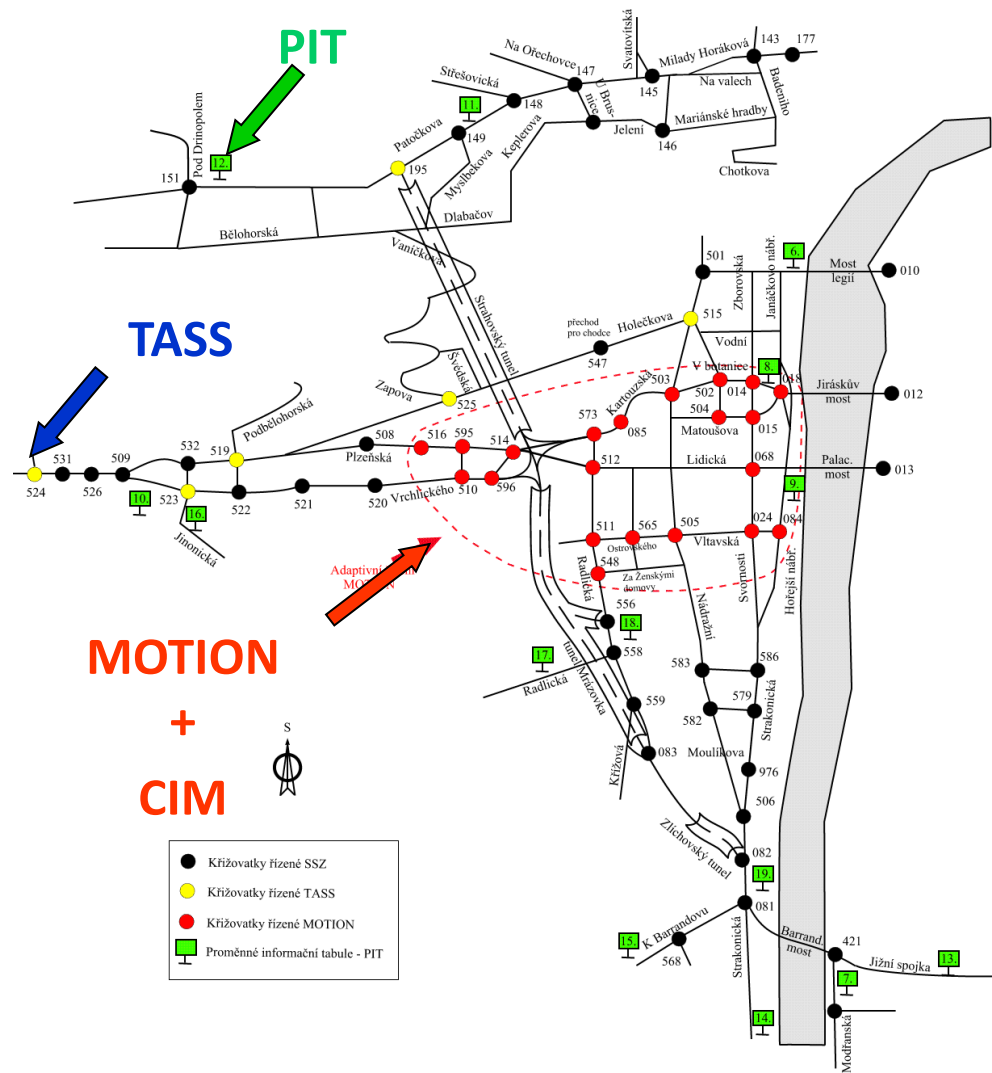 PIT
Na Ořechovce
147
Svatovítská
Milady Horáková
143
177
Střešovická
148
145
Na valech
Badeniho
U Brus-
nice
11.
Patočkova
149
Keplerova
Jelení
146
Mariánské hradby
Pod Drinopolem
12.
151
195
Myslbekova
Chotkova
Dlabačov
Bělohorská
Vaníčkova
501
Zborovská
Janáčkovo nábř.
6.
Most
legií
010
Strahovský tunel
TASS
přechod
pro chodce
Holečkova
515
Vodní
547
Švédská
Zapova
525
V botanice
8.
503
502
014
018
Jiráskův
most
012
Kartouzská
504
Matoušova
015
Podbělohorská
573
085
508
516
595
514
Plzeňská
532
519
524
531
526
509
512
Lidická
068
Palac.
most
013
10.
523
16.
522
521
520
Vrchlického
510
596
9.
Jinonická
511
565
505
024
084
Ostrovského
Vltavská
Adaptivní
MOTION
548
Radlická
Za Ženskými
domovy
Svornosti
Hořejší nábř.
Nádražní
556
18.
MOTION
+
CIM
17.
558
Radlická
tunel Mrázovka
583
586
559
582
579
Strakonická
S
083
Křížová
Moulíkova
976
506
Zlíchovský tunel
082
19.
Křižovatky řízené SSZ
Křižovatky řízené TASS
Křižovatky řízené MOTION
Proměnné informační tabule - PIT
081
15.
K Barrandovu
568
Strakonická
Barrand.
most
421
Jižní spojka
13.
7.
14.
Modřanská